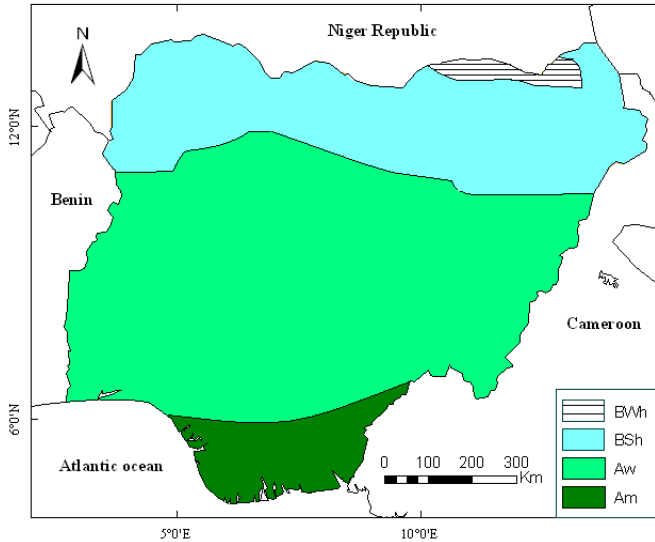 Niger Republic
N
12°0'N
Benin
Cameroon
6°0'N
Atlantic ocean
0 100 200 300
Km
BWh
BSh
Aw
Am
5°0'E
10°0'E